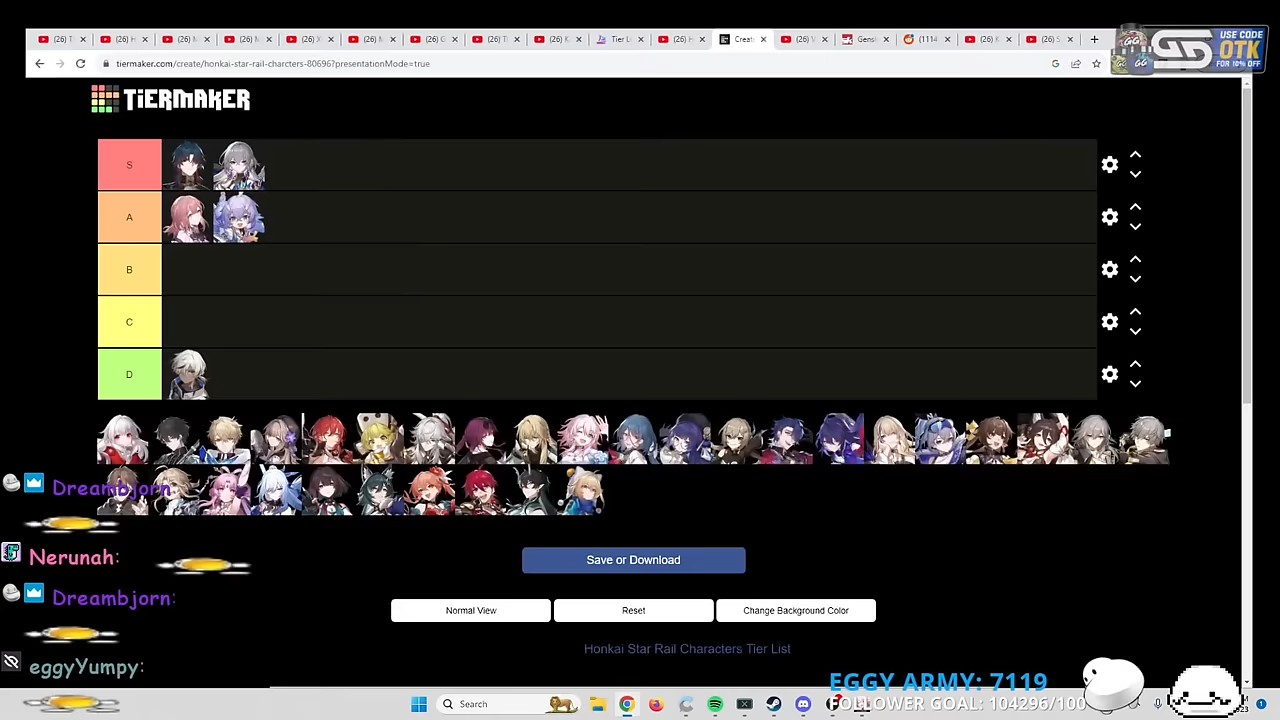 USE CODE
OTK
FOR 10% OFF
tiermaker.com/create/honkai-star-rail-charcters-80696?presentationMode=true
TiERMAKER
S
A
B
C
D
Dreambjorn
Nerunah:
Dreambjorn:
eggyYumpy:
Save or Download
Normal View
Reset
Change Background Color
Honkai Star Rail Characters Tier List
EGGY ARMY: 7119
FOLLOWER GOAL: 104296/100
Search